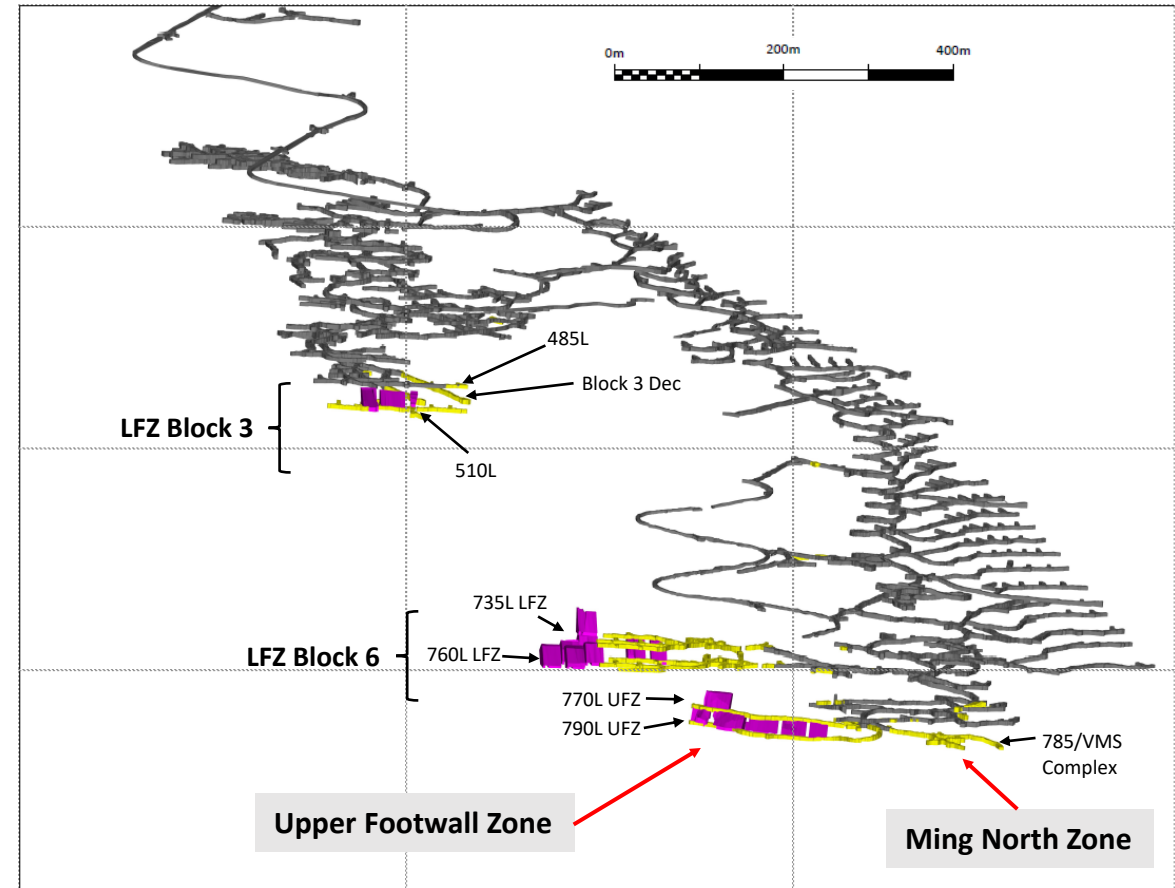 0m
200m
400m
485L
Block 3 Dec
LFZ Block 3
510L
735L LFZ
LFZ Block 6
760L LFZ
770L UFZ
790L UFZ
785/VMS
Complex
Upper Footwall Zone
Ming North Zone